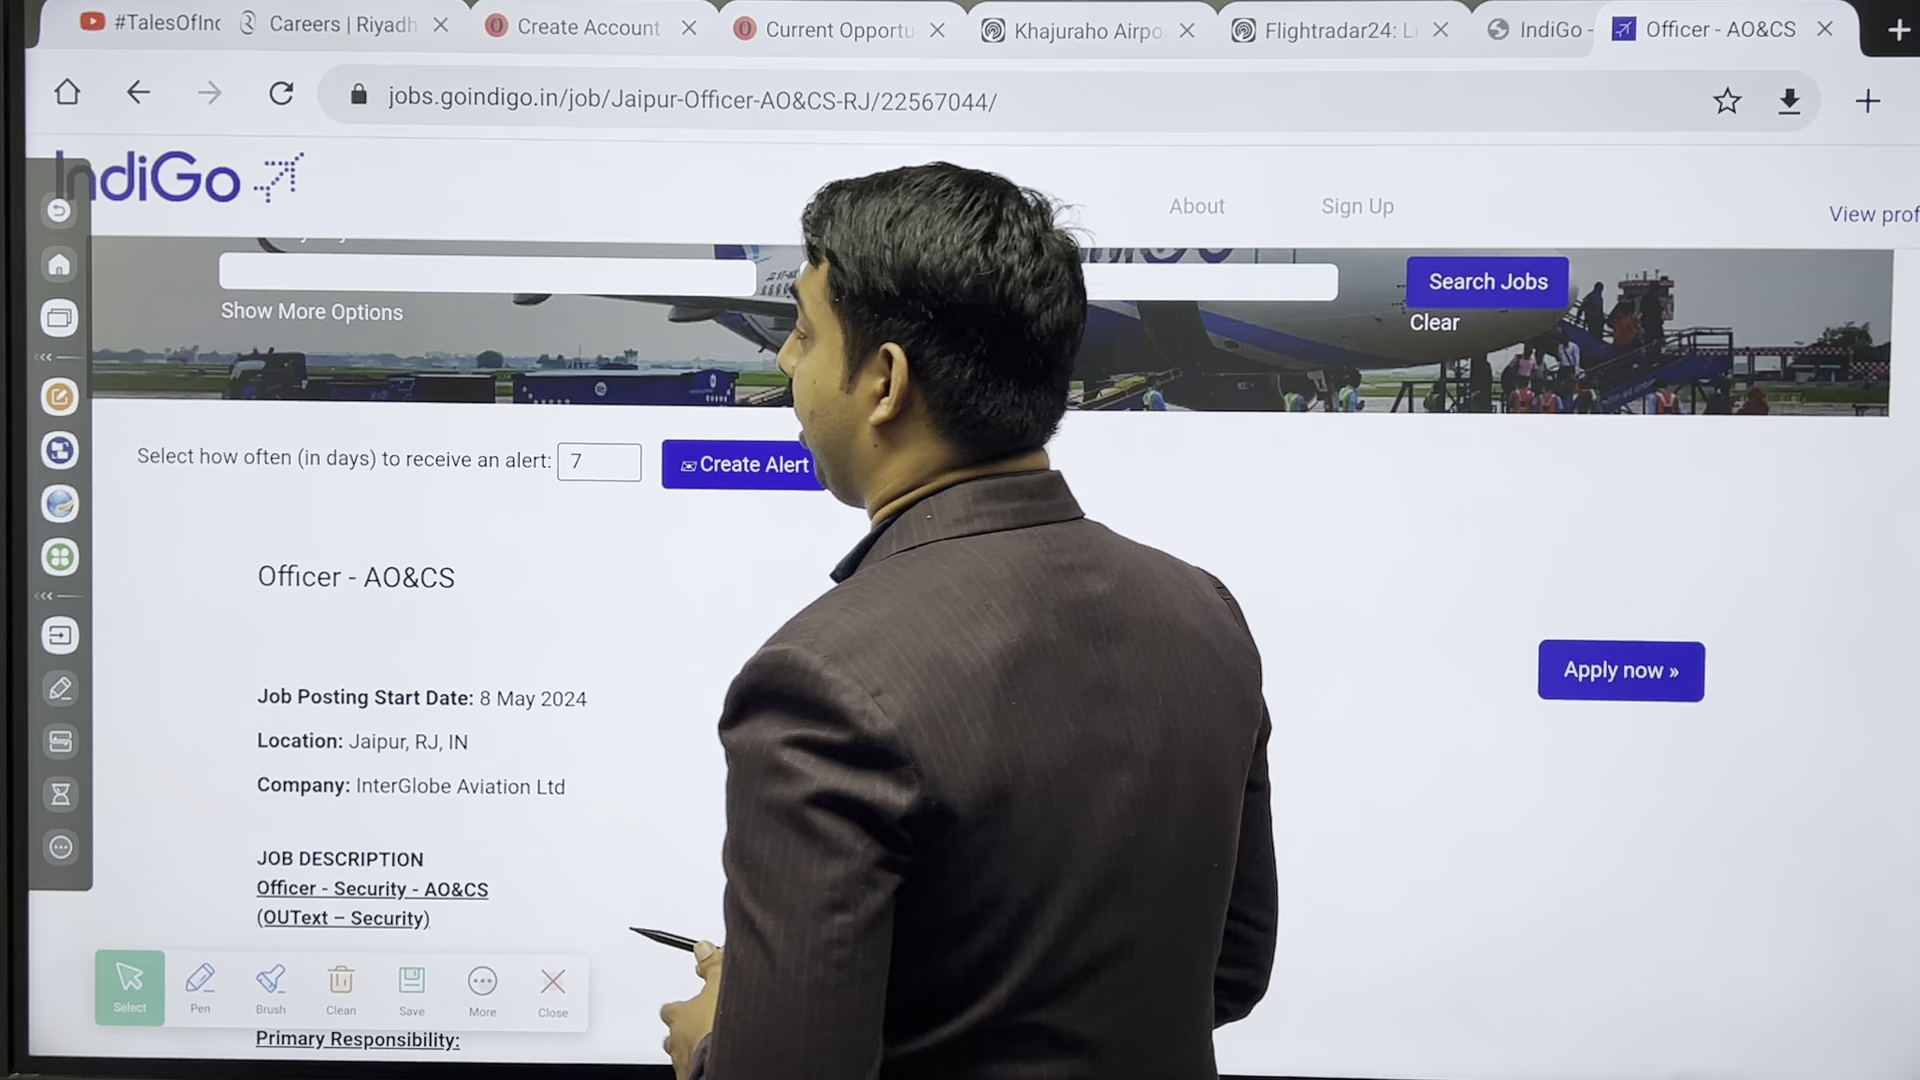 #TalesOfInc
Careers | Riyadh
Create Account
Current Opportu
Khajuraho Airpo
Flightradar24: Li
IndiGo -
Officer - AO&CS
jobs.goindigo.in/job/Jaipur-Officer-AO&CS-RJ/22567044/
IndiGo
About
Sign Up
View prof
Show More Options
Search Jobs
Clear
Select how often (in days) to receive an alert: 7
Create Alert
Officer - AO&CS
Apply now »
Job Posting Start Date: 8 May 2024
Location: Jaipur, RJ, IN
Company: InterGlobe Aviation Ltd
JOB DESCRIPTION
Officer - Security - AO&CS
(OUText – Security)
Select
Pen
Brush
Clean
Save
More
Close
Primary Responsibility: